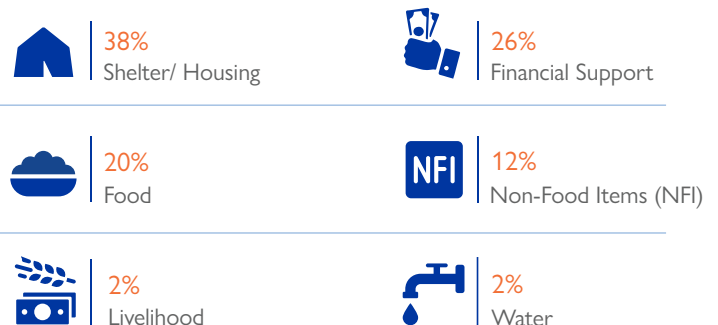 38%
Shelter/ Housing
26%
Financial Support
20%
Food
NFI
12%
Non-Food Items (NFI)
2%
Livelihood
2%
Water